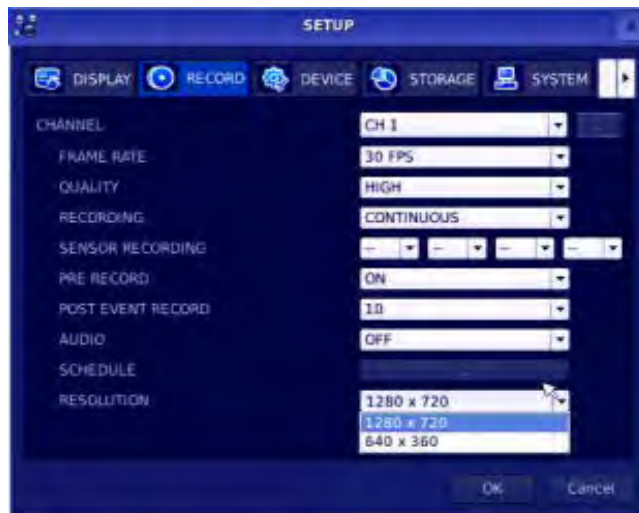 SETUP
DISPLAY RECORD DEVICE STORAGE SYSTEM
CHANNEL CH 1
FRAME RATE 30 FPS
QUALITY HIGH
RECORDING CONTINUOUS
SENSOR RECORDING -- -- -- --
PRE RECORD ON
POST EVENT RECORD 10
AUDIO OFF
SCHEDULE ...
RESOLUTION 1280 x 720
1280 x 720
640 x 360
OK Cancel